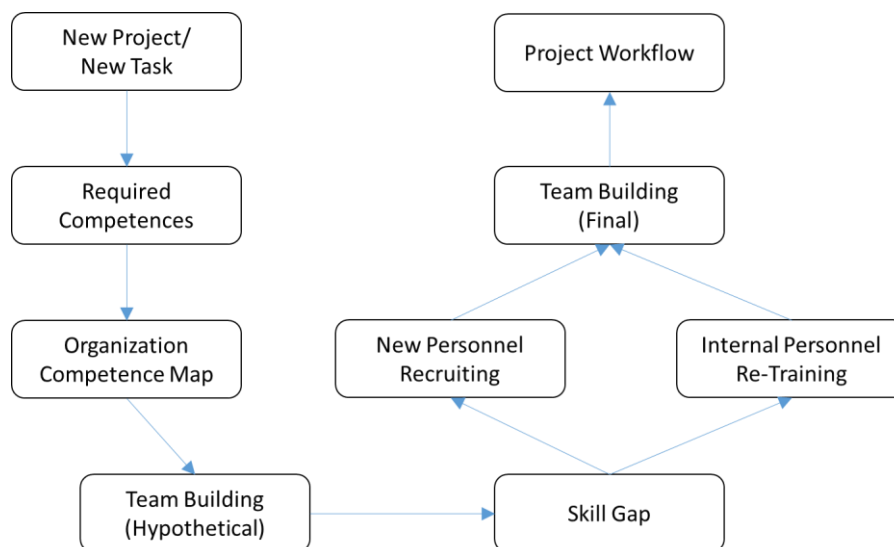 New Project/
New Task
Required
Competences
Organization
Competence Map
Team Building
(Hypothetical)
Skill Gap
New Personnel
Recruiting
Internal Personnel
Re-Training
Team Building
(Final)
Project Workflow